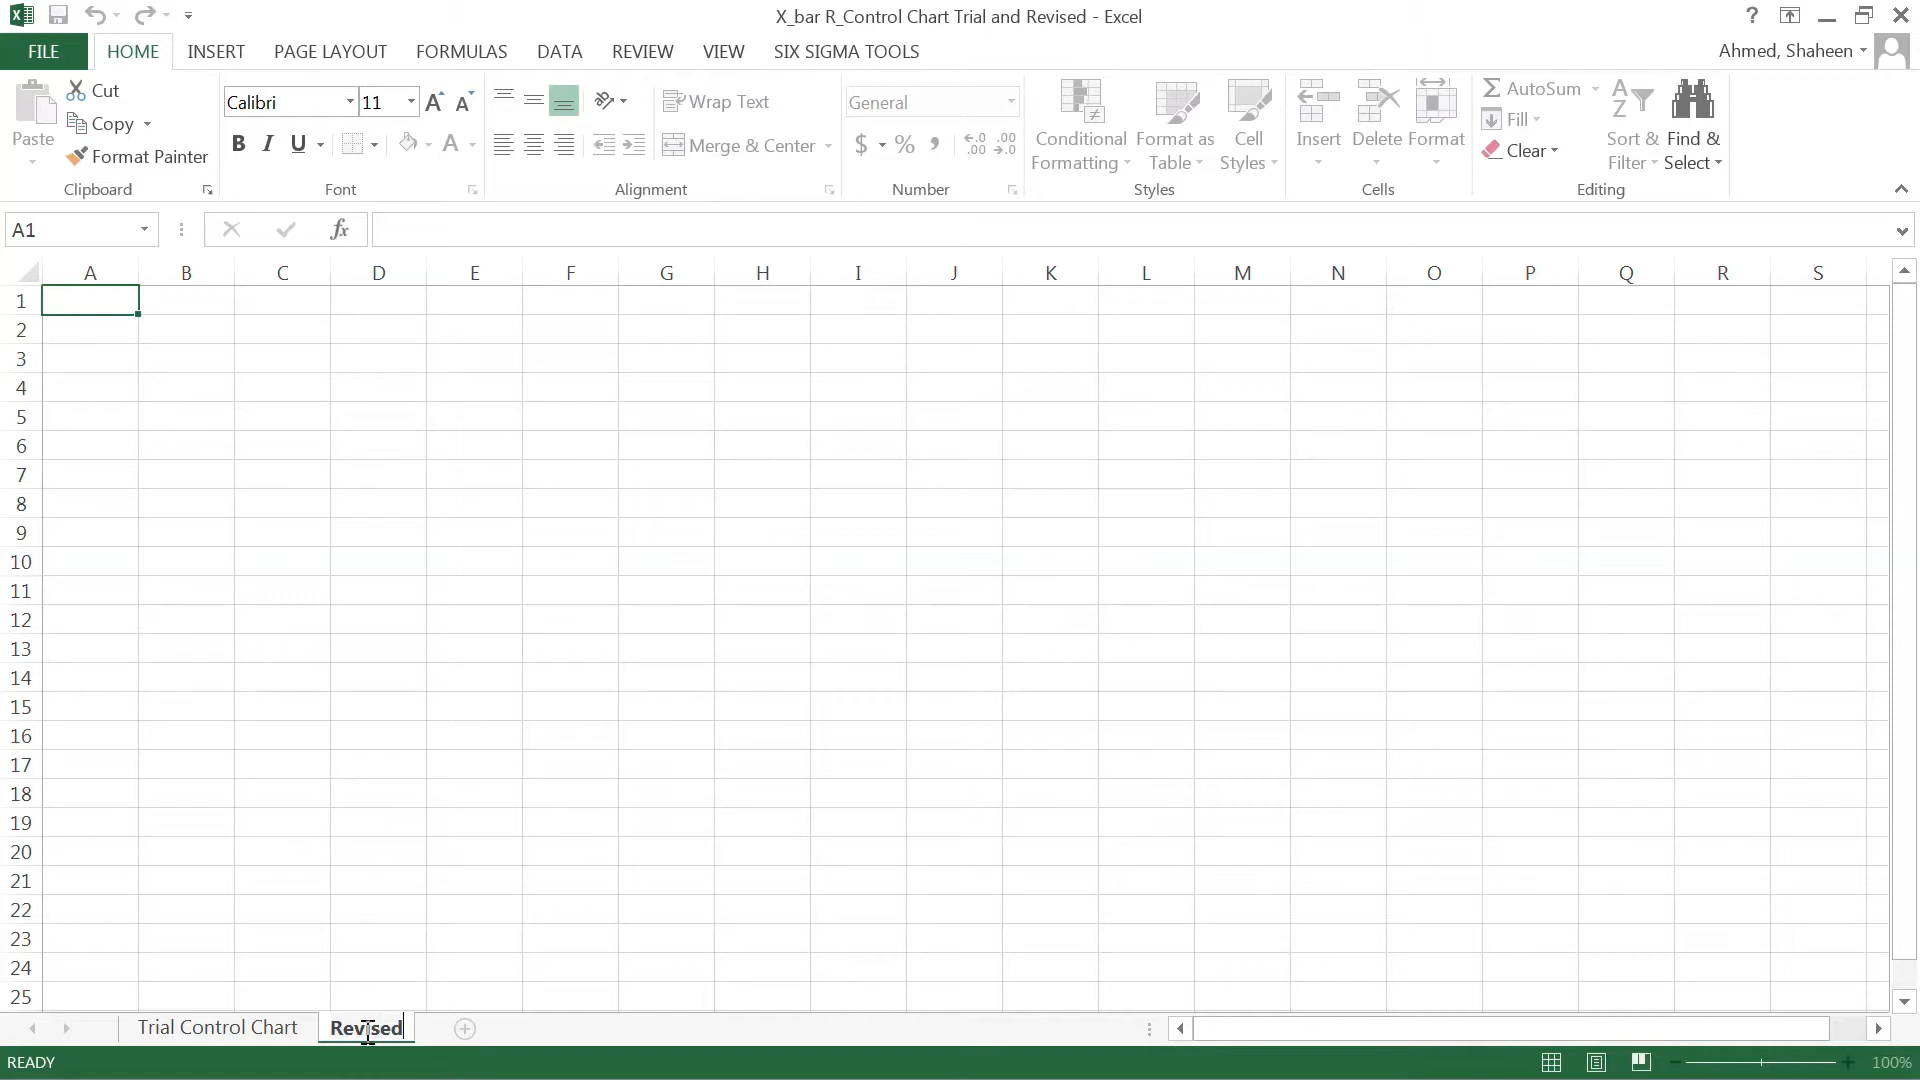 X_bar R_Control Chart Trial and Revised - Excel
?
FILE HOME INSERT PAGE LAYOUT FORMULAS DATA REVIEW VIEW SIX SIGMA TOOLS
Ahmed, Shaheen
Paste
Cut
Copy
Format Painter
Clipboard
Calibri 11 A A
B I U A
Font
Wrap Text
Merge & Center
Alignment
General
$ % ,
←.0 .00
.00 →.0
Number
Conditional Formatting
Format as Table
Cell Styles
Styles
Insert Delete Format
Cells
AutoSum
Fill
Clear
Sort & Filter
Find & Select
Editing
A1
fx
A B C D E F G H I J K L M N O P Q R S
1
2
3
4
5
6
7
8
9
10
11
12
13
14
15
16
17
18
19
20
21
22
23
24
25
Trial Control Chart Revised
READY
100%